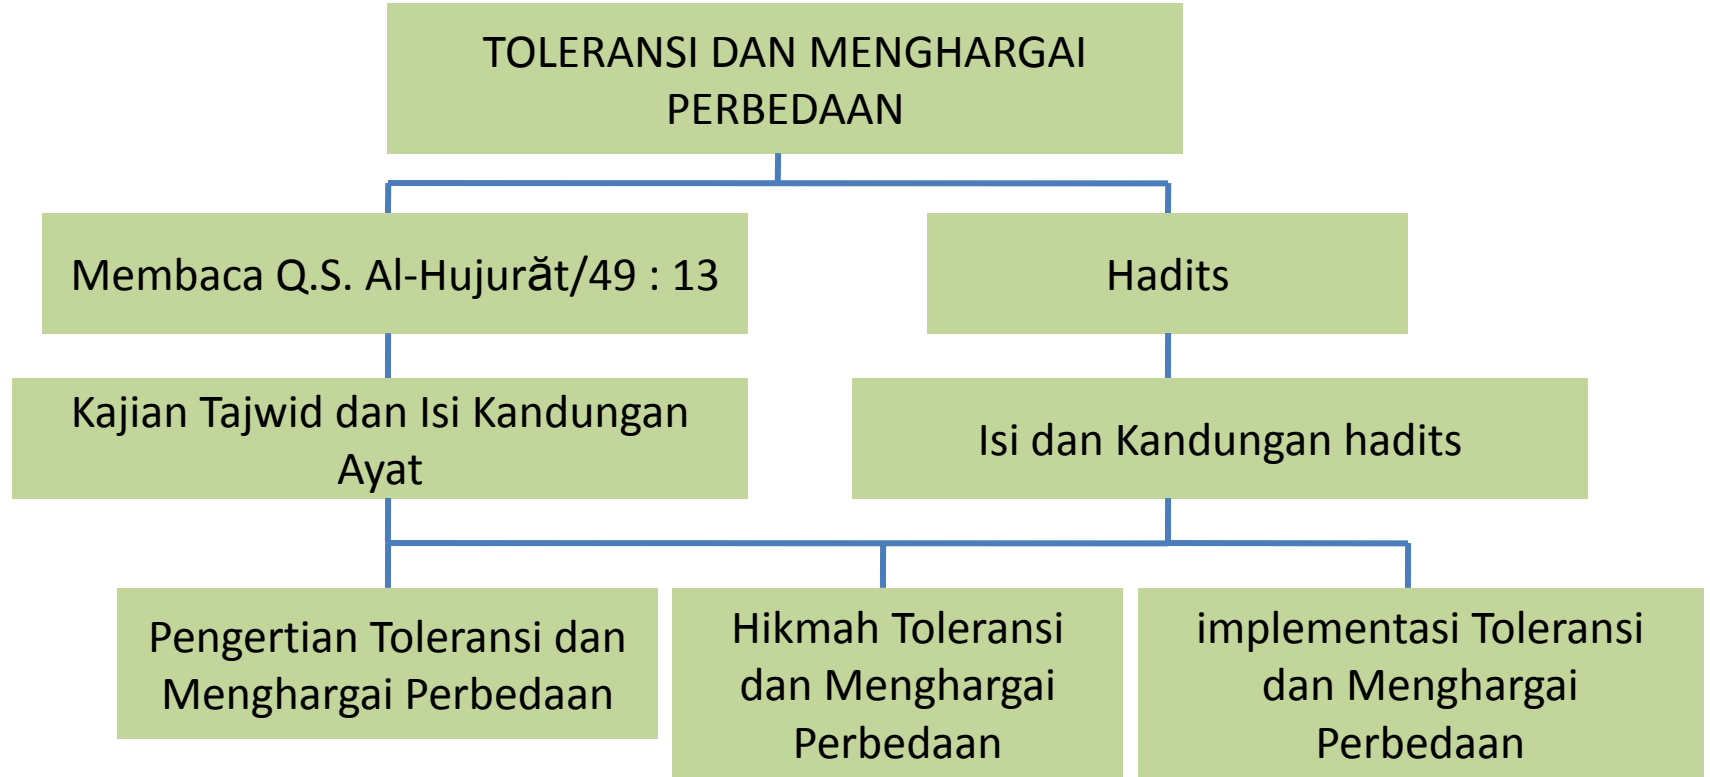 TOLERANSI DAN MENGHARGAI
PERBEDAAN
Membaca Q.S. Al-Hujurăt/49 : 13
Hadits
Kajian Tajwid dan Isi Kandungan
Ayat
Isi dan Kandungan hadits
Pengertian Toleransi dan
Menghargai Perbedaan
Hikmah Toleransi
dan Menghargai
Perbedaan
implementasi Toleransi
dan Menghargai
Perbedaan